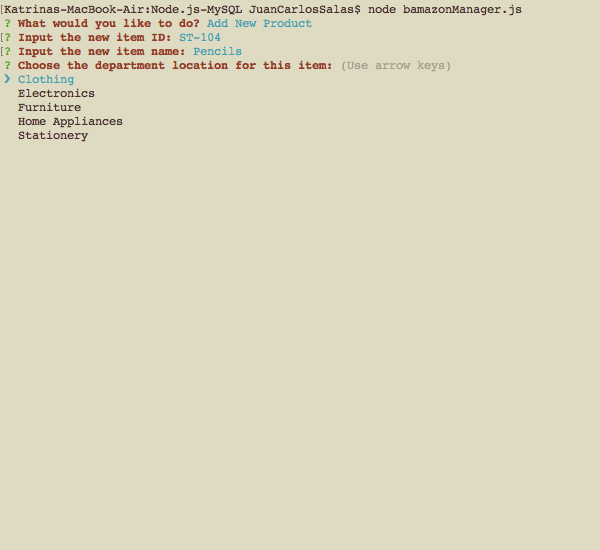 [Katrinas-MacBook-Air:Node.js-MySQL JuanCarlosSalas$ node bamazonManager.js
? What would you like to do? Add New Product
[? Input the new item ID: ST-104
[? Input the new item name: Pencils
? Choose the department location for this item: (Use arrow keys)
❯ Clothing
Electronics
Furniture
Home Appliances
Stationery